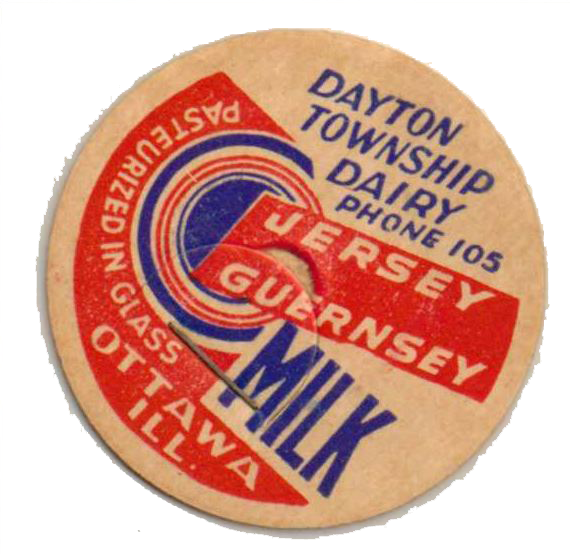 DAYTON
TOWNSHIP
DAIRY
PHONE 105
JERSEY
GUERNSEY
MILK
PASTEURIZED IN GLASS
OTTAWA
ILL.